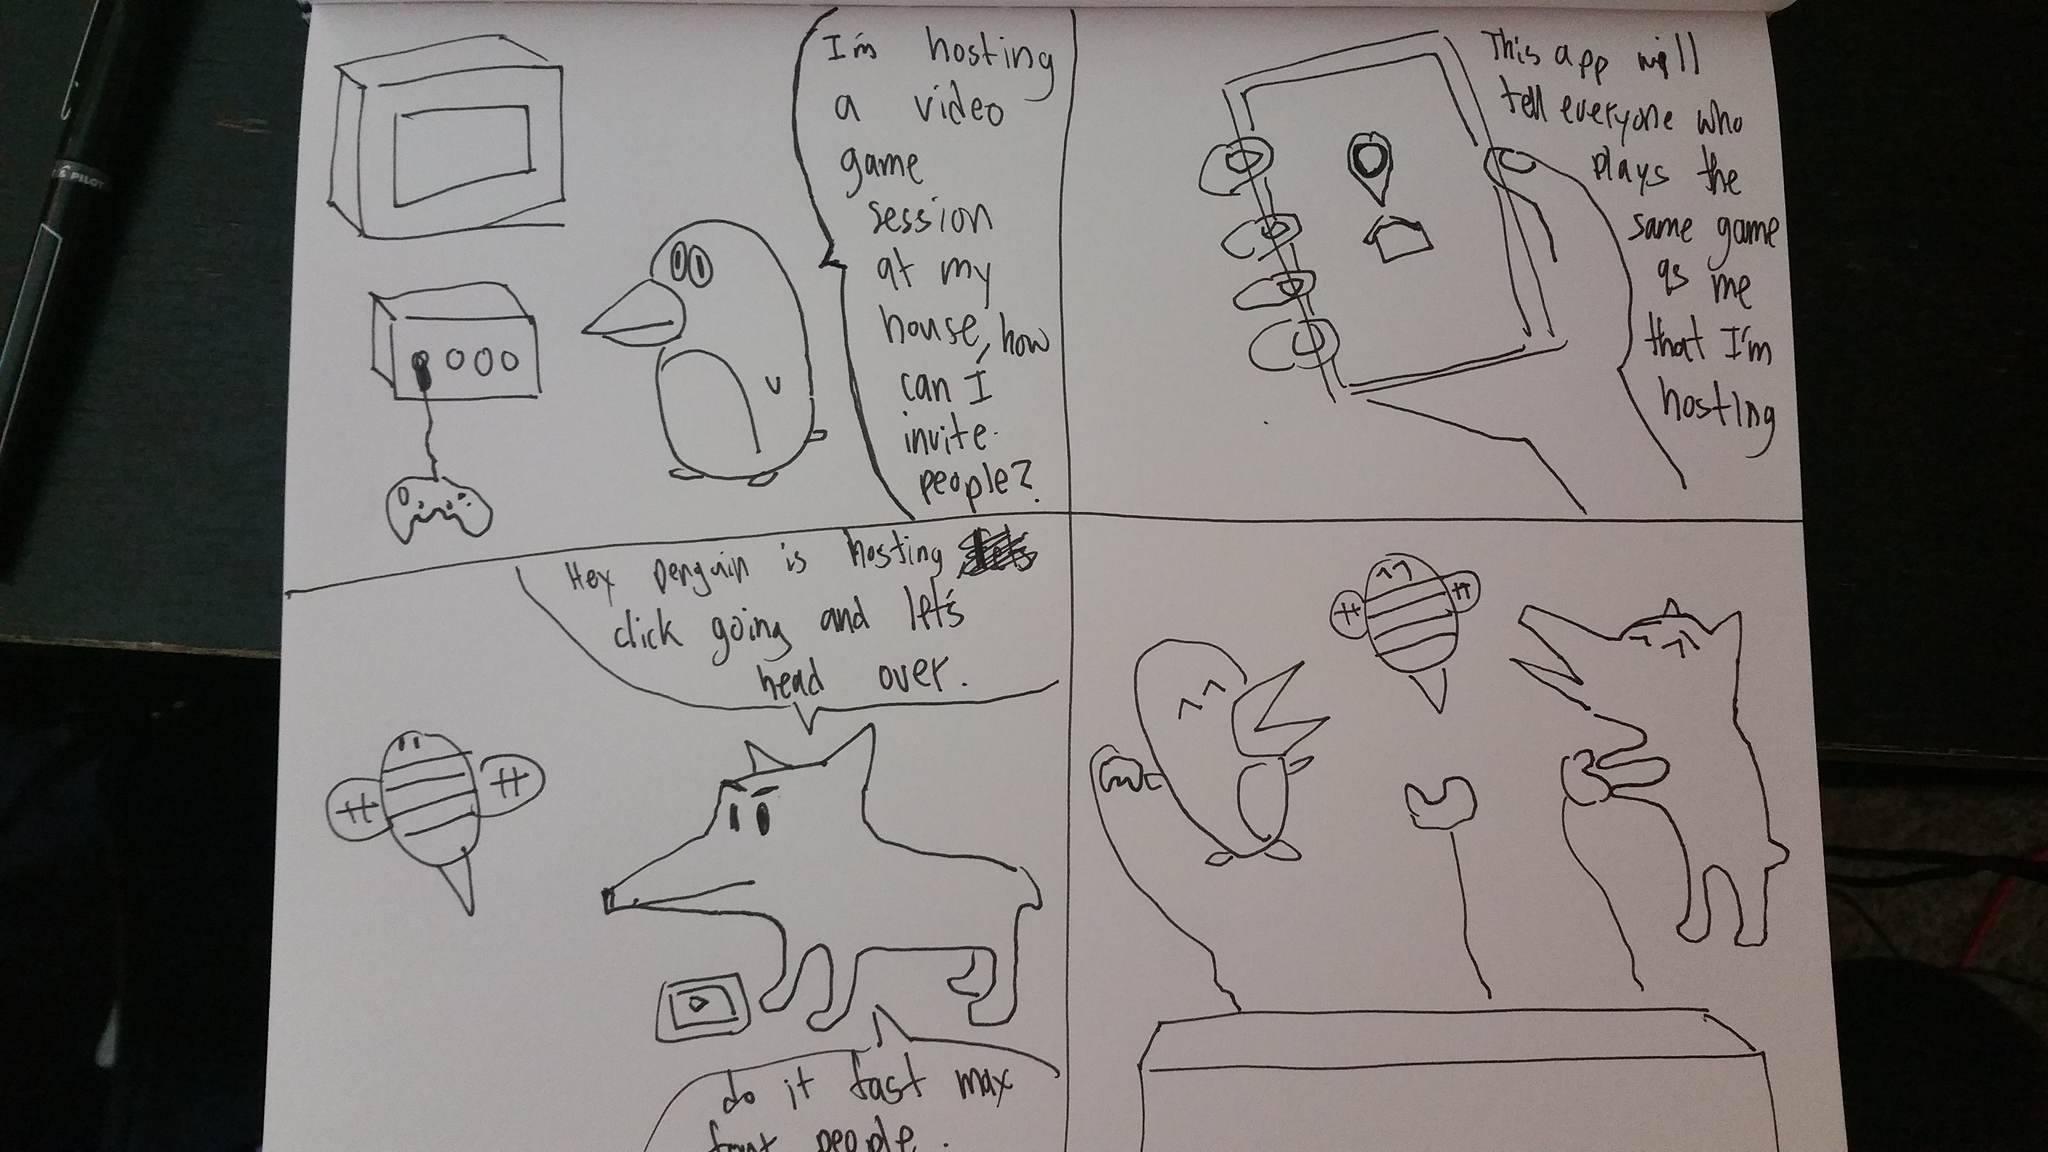 I'm hosting
a video
game
session
at my
house, how
can I
invite
people?
This app will
tell everyone who
plays the
same game
as me
that I'm
hosting
Hey penguin is hosting
click going and let's
head over.
do it fast max
people.
PILOT